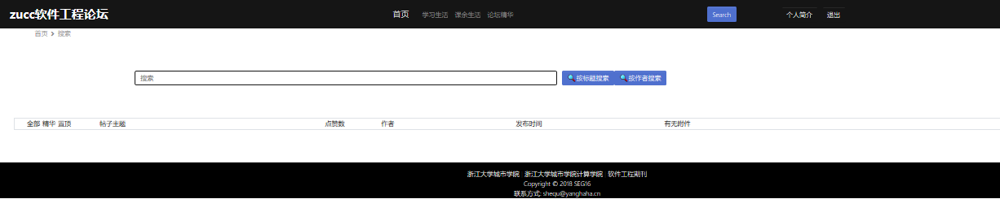 zucc软件工程论坛 首页 学习生活 课余生活 论坛精华 Search 个人简介 退出
首页 > 搜索
搜索 按标题搜索 按作者搜索
全部 精华 置顶 帖子主题 点赞数 作者 发布时间 有无附件
浙江大学城市学院 浙江大学城市学院计算学院 软件工程期刊
Copyright © 2018 SEG16
联系方式: shequ@yanghaha.cn